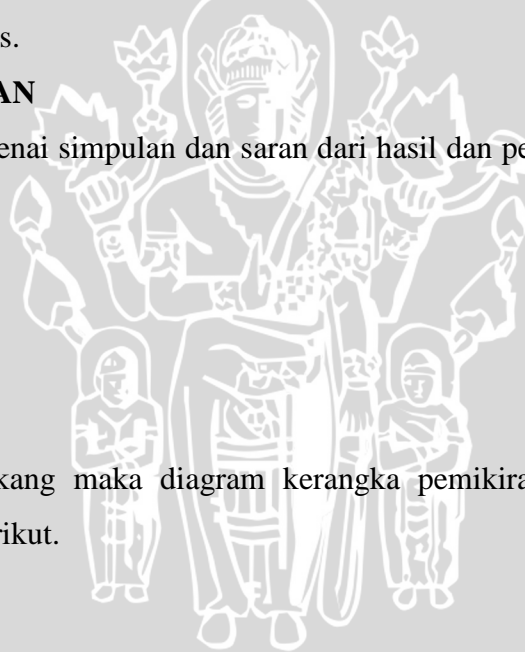 s.
AN
enai simpulan dan saran dari hasil dan pe
kang maka diagram kerangka pemikira
rikut.